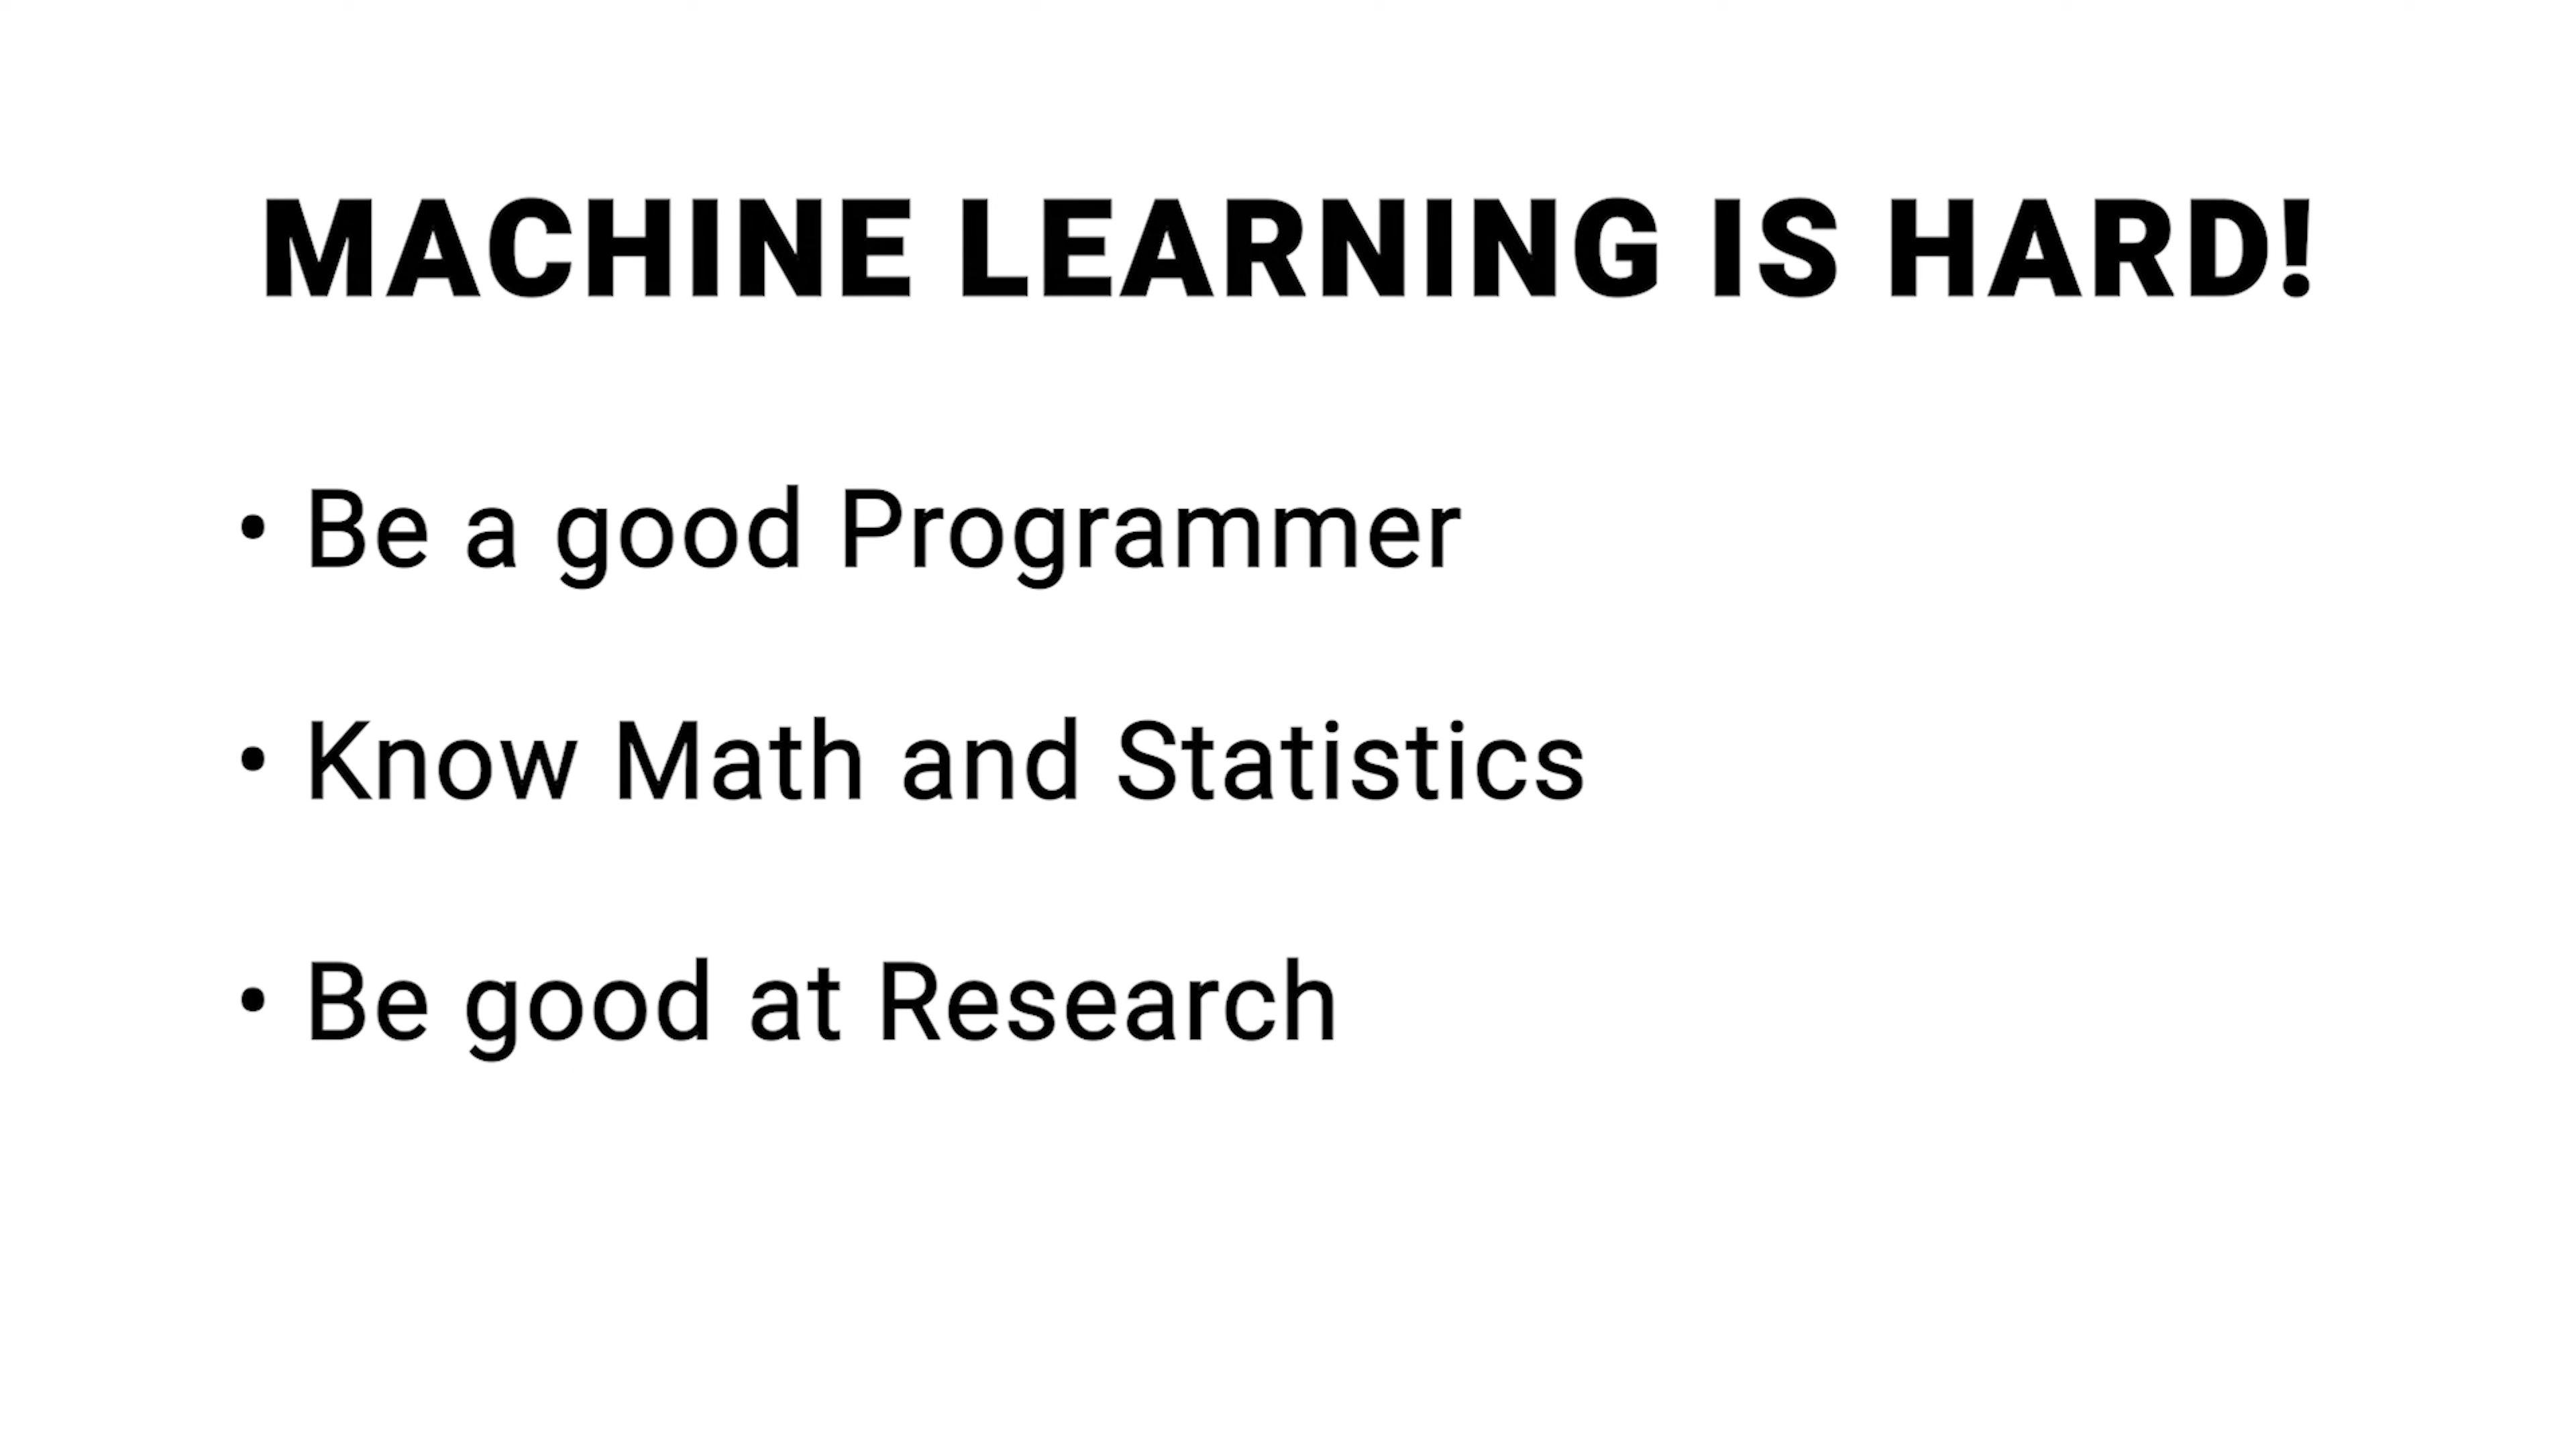 MACHINE LEARNING IS HARD!
• Be a good Programmer
• Know Math and Statistics
• Be good at Research